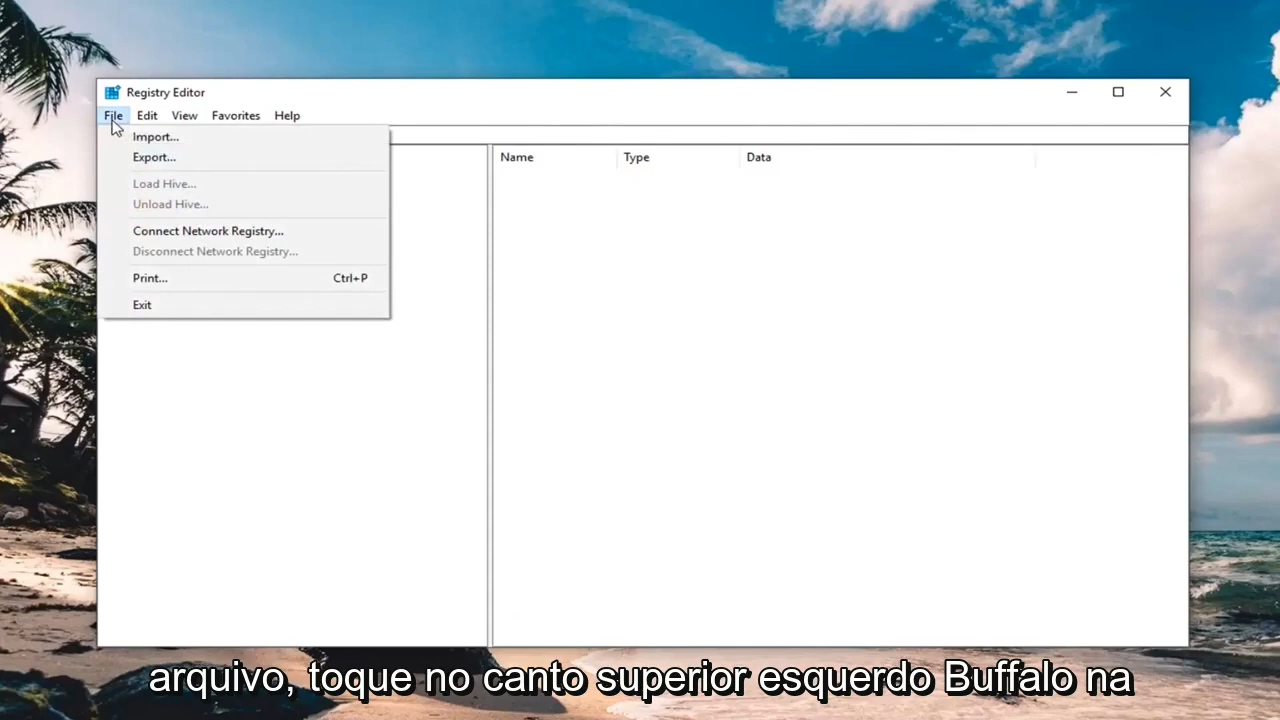 Registry Editor
File Edit View Favorites Help
Import...
Export...
Load Hive...
Unload Hive...
Connect Network Registry...
Disconnect Network Registry...
Print... Ctrl+P
Exit
Name Type Data
arquivo, toque no canto superior esquerdo Buffalo na